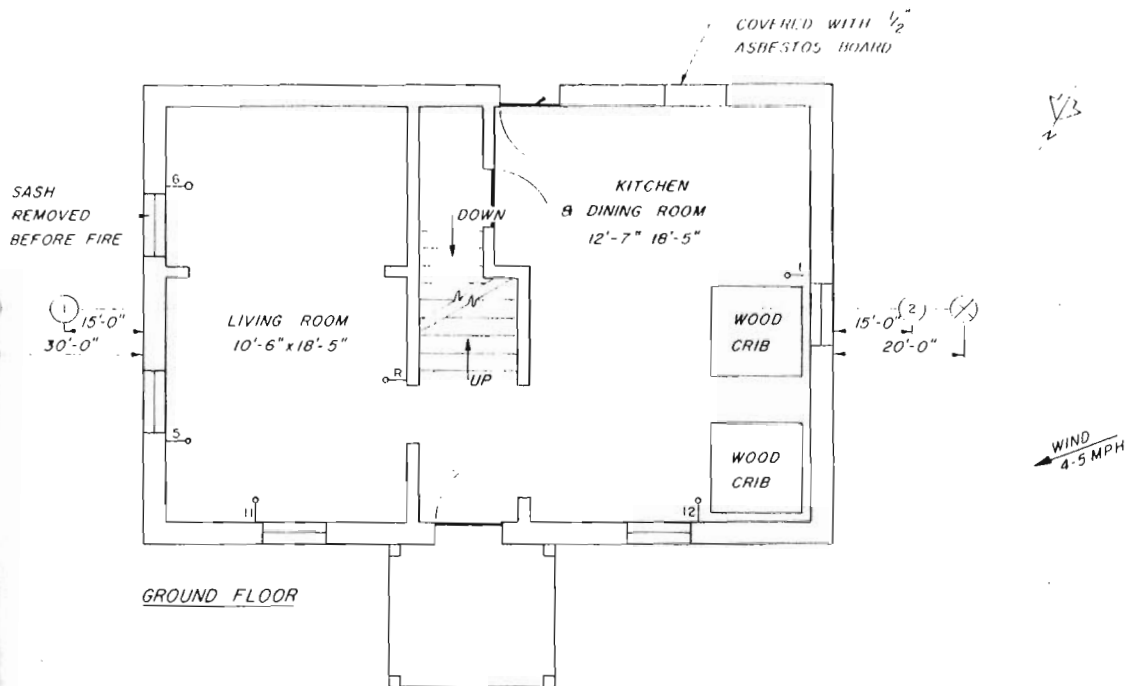 COVERED WITH 1/2"
ASBESTOS BOARD
N
SASH
REMOVED
BEFORE FIRE
6
DOWN
KITCHEN
& DINING ROOM
12'-7" 18'-5"
1
1
15'-0"
30'-0"
LIVING ROOM
10'-6" x 18'-5"
WOOD
CRIB
15'-0"
2
20'-0"
R
UP
5
WOOD
CRIB
WIND
4-5 MPH
11
12
GROUND FLOOR